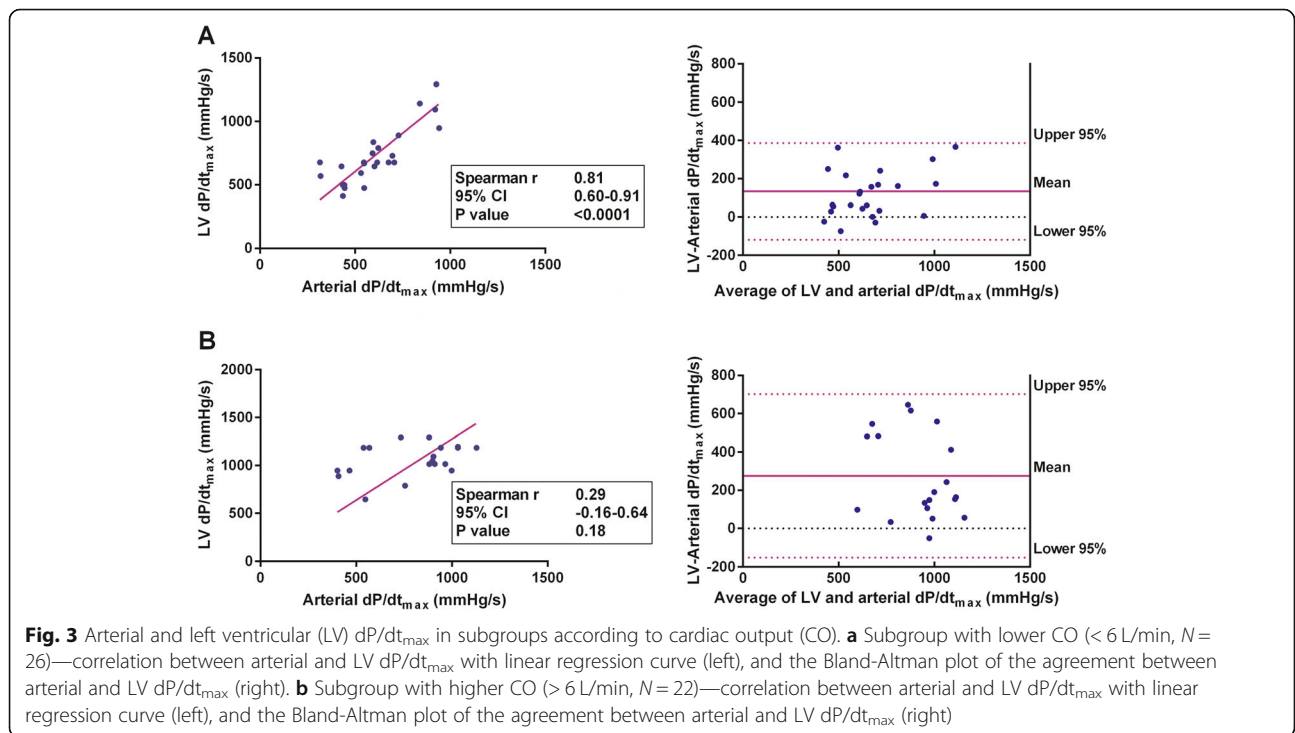 A
LV dP/dtmax (mmHg/s)
1500
1000
500
0
0 500 1000 1500
Arterial dP/dtmax (mmHg/s)
Spearman r 0.81
95% CI 0.60-0.91
P value <0.0001
LV-Arterial dP/dtmax (mmHg/s)
800
600
400
200
0
-200
0 500 1000 1500
Average of LV and arterial dP/dtmax (mmHg/s)
Upper 95%
Mean
Lower 95%
B
LV dP/dtmax (mmHg/s)
2000
1500
1000
500
0
0 500 1000 1500
Arterial dP/dtmax (mmHg/s)
Spearman r 0.29
95% CI -0.16-0.64
P value 0.18
LV-Arterial dP/dtmax (mmHg/s)
800
600
400
200
0
-200
0 500 1000 1500
Average of LV and arterial dP/dtmax (mmHg/s)
Upper 95%
Mean
Lower 95%
Fig. 3 Arterial and left ventricular (LV) dP/dtmax in subgroups according to cardiac output (CO). a Subgroup with lower CO (< 6 L/min, N =
26)—correlation between arterial and LV dP/dtmax with linear regression curve (left), and the Bland-Altman plot of the agreement between
arterial and LV dP/dtmax (right). b Subgroup with higher CO (> 6 L/min, N = 22)—correlation between arterial and LV dP/dtmax with linear
regression curve (left), and the Bland-Altman plot of the agreement between arterial and LV dP/dtmax (right)